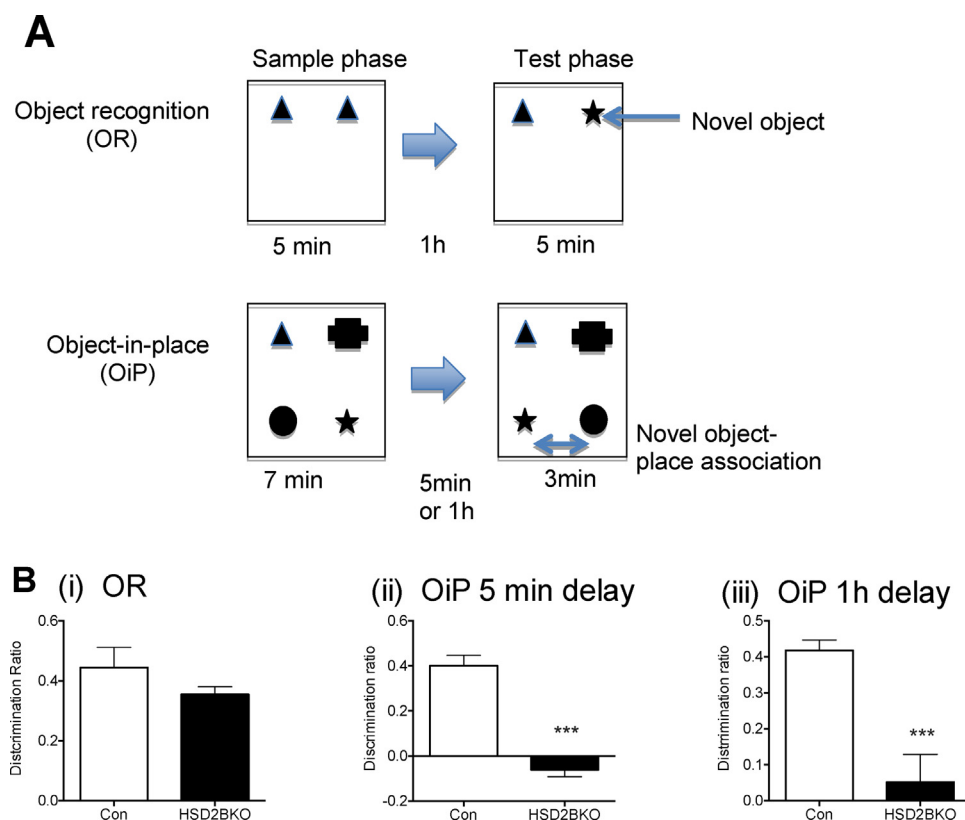 A
Sample phase
Test phase
Object recognition
(OR)
Novel object
5 min
1h
5 min
Object-in-place
(OiP)
Novel object-
place association
7 min
5min
or 1h
3min
B
(i) OR
Distcrimination Ratio
0.6
0.4
0.2
0.0
Con
HSD2BKO
(ii) OiP 5 min delay
Discrimination ratio
0.6
0.4
0.2
0.0
-0.2
***
Con
HSD2BKO
(iii) OiP 1h delay
Distrrimination ratio
0.5
0.4
0.3
0.2
0.1
0.0
***
Con
HSD2BKO